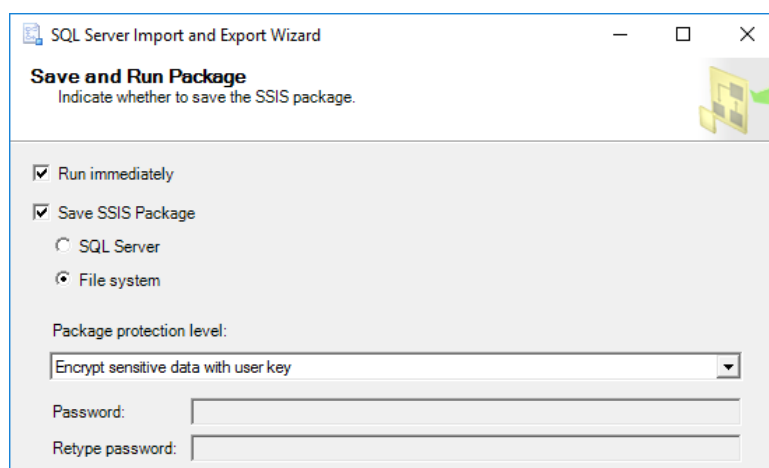 SQL Server Import and Export Wizard
Save and Run Package
Indicate whether to save the SSIS package.
Run immediately
Save SSIS Package
SQL Server
File system
Package protection level:
Encrypt sensitive data with user key
Password:
Retype password: